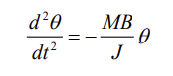 d²θ/dt² = − MB/J θ